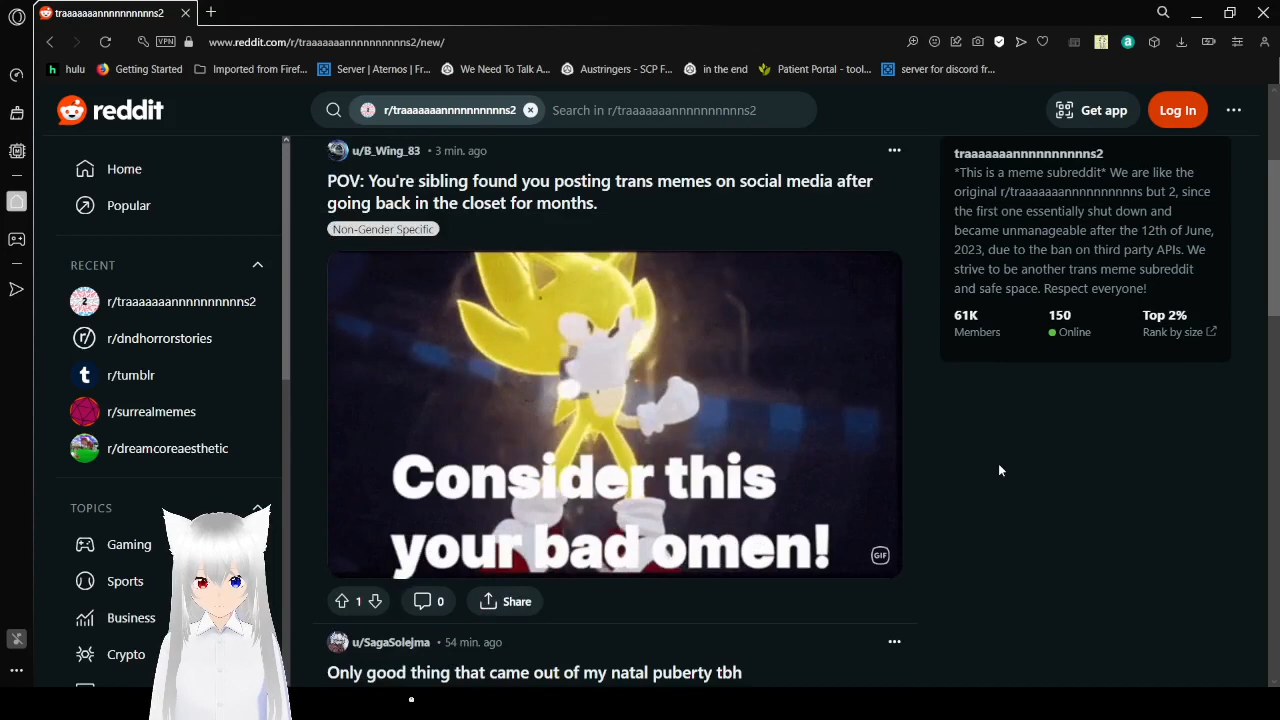 traaaaaaannnnnnnnnns2
www.reddit.com/r/traaaaaaannnnnnnnnns2/new/
VPN
hulu
Getting Started
Imported from Firef...
Server | Aternos | Fr...
We Need To Talk A...
Austringers - SCP F...
in the end
Patient Portal - tool...
server for discord fr...
reddit
r/traaaaaaannnnnnnnnns2
Search in r/traaaaaaannnnnnnnnns2
Get app
Log In
Home
Popular
RECENT
r/traaaaaaannnnnnnnnns2
r/dndhorrorstories
r/tumblr
r/surrealmemes
r/dreamcoreaesthetic
TOPICS
Gaming
Sports
Business
Crypto
u/B_Wing_83 • 3 min. ago
POV: You're sibling found you posting trans memes on social media after
going back in the closet for months.
Non-Gender Specific
Consider this
your bad omen!
GIF
1
0
Share
u/SagaSolejma • 54 min. ago
Only good thing that came out of my natal puberty tbh
traaaaaaannnnnnnnnns2
*This is a meme subreddit* We are like the
original r/traaaaaaannnnnnnnnns but 2, since
the first one essentially shut down and
became unmanageable after the 12th of June,
2023, due to the ban on third party APIs. We
strive to be another trans meme subreddit
and safe space. Respect everyone!
61K
Members
150
Online
Top 2%
Rank by size